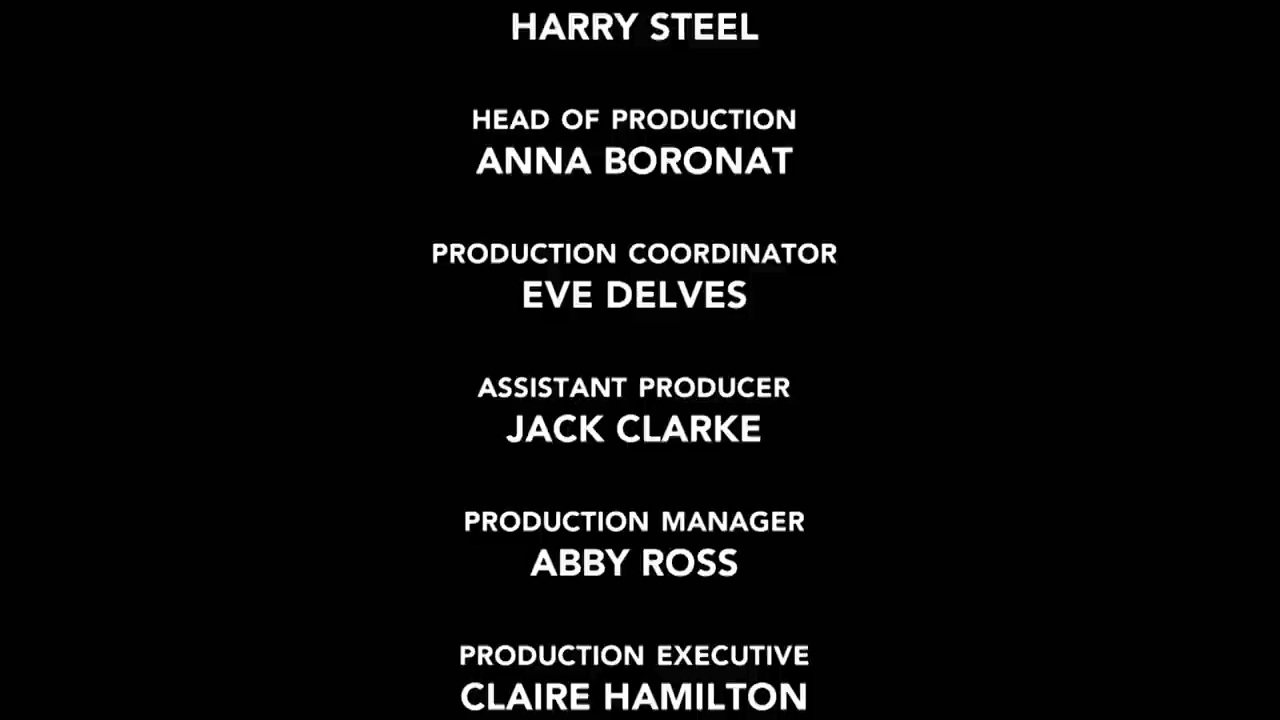 HARRY STEEL
HEAD OF PRODUCTION
ANNA BORONAT
PRODUCTION COORDINATOR
EVE DELVES
ASSISTANT PRODUCER
JACK CLARKE
PRODUCTION MANAGER
ABBY ROSS
PRODUCTION EXECUTIVE
CLAIRE HAMILTON